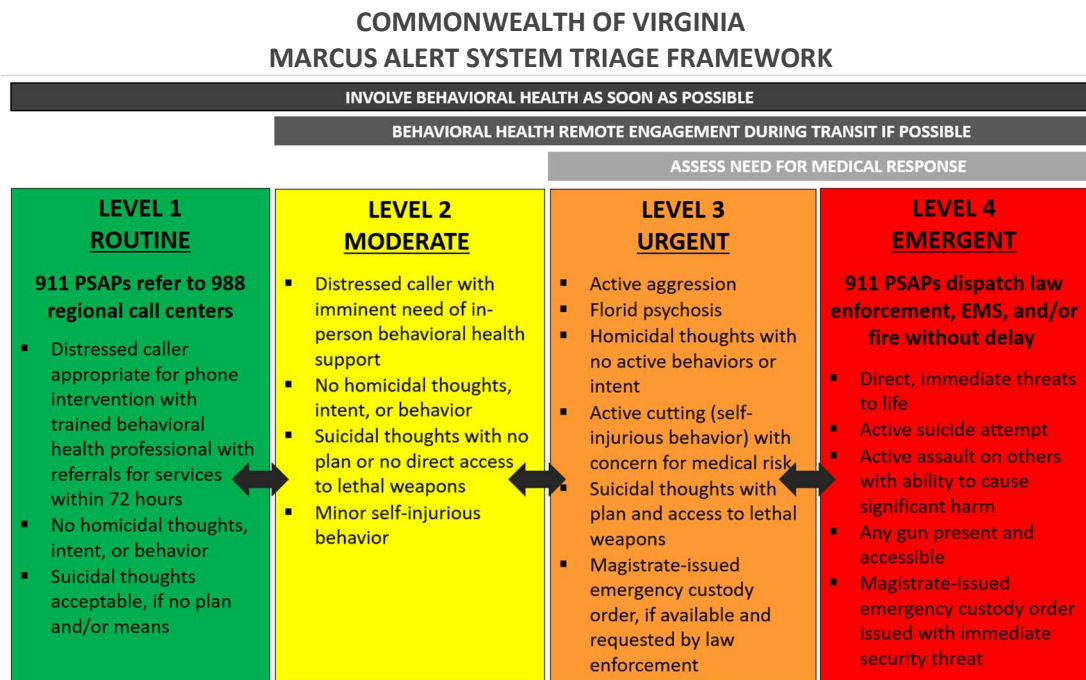 COMMONWEALTH OF VIRGINIA
MARCUS ALERT SYSTEM TRIAGE FRAMEWORK
INVOLVE BEHAVIORAL HEALTH AS SOON AS POSSIBLE
BEHAVIORAL HEALTH REMOTE ENGAGEMENT DURING TRANSIT IF POSSIBLE
ASSESS NEED FOR MEDICAL RESPONSE
LEVEL 1
ROUTINE
911 PSAPs refer to 988
regional call centers
▪ Distressed caller
appropriate for phone
intervention with
trained behavioral
health professional with
referrals for services
within 72 hours
▪ No homicidal thoughts,
intent, or behavior
▪ Suicidal thoughts
acceptable, if no plan
and/or means
LEVEL 2
MODERATE
▪ Distressed caller with
imminent need of in-
person behavioral health
support
▪ No homicidal thoughts,
intent, or behavior
▪ Suicidal thoughts with no
plan or no direct access
to lethal weapons
▪ Minor self-injurious
behavior
LEVEL 3
URGENT
▪ Active aggression
▪ Florid psychosis
▪ Homicidal thoughts with
no active behaviors or
intent
▪ Active cutting (self-
injurious behavior) with
concern for medical risk
▪ Suicidal thoughts with
plan and access to lethal
weapons
▪ Magistrate-issued
emergency custody
order, if available and
requested by law
enforcement
LEVEL 4
EMERGENT
911 PSAPs dispatch law
enforcement, EMS, and/or
fire without delay
▪ Direct, immediate threats
to life
▪ Active suicide attempt
▪ Active assault on others
with ability to cause
significant harm
▪ Any gun present and
accessible
▪ Magistrate-issued
emergency custody order
issued with immediate
security threat